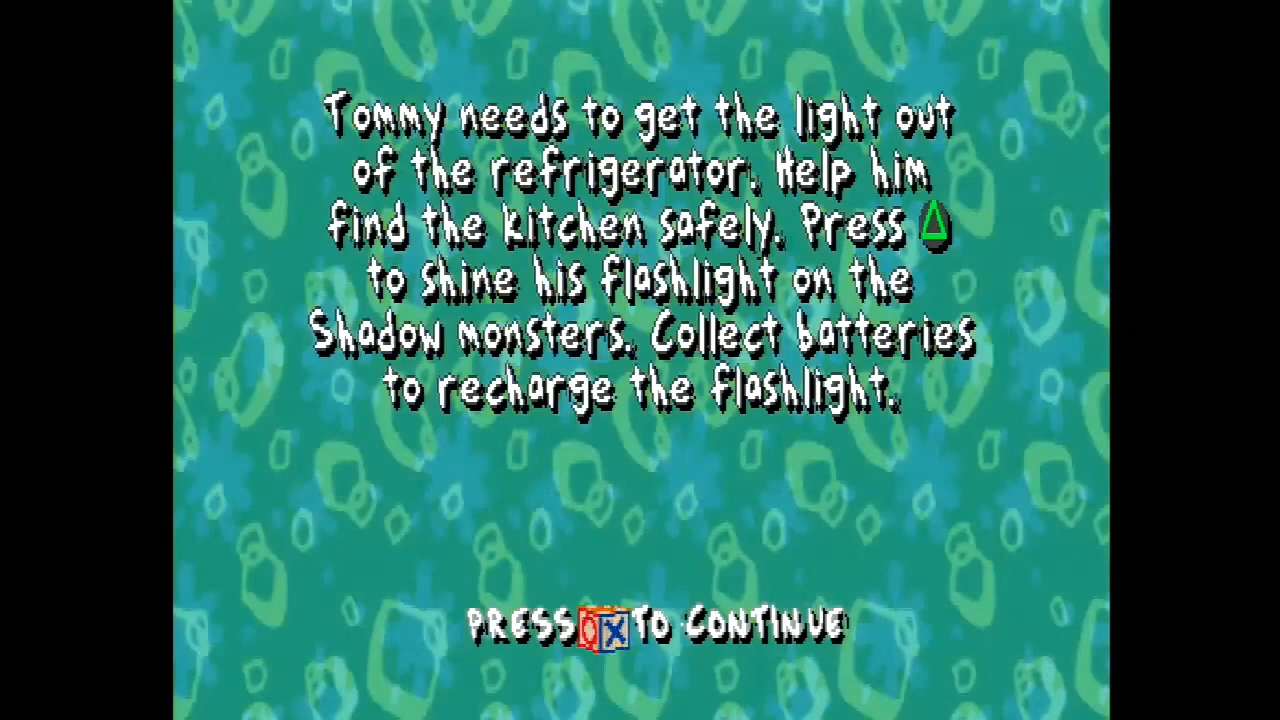 Tommy needs to get the light out
of the refrigerator. Help him
find the kitchen safely. Press △
to shine his flashlight on the
Shadow monsters. Collect batteries
to recharge the flashlight.
PRESS X TO CONTINUE